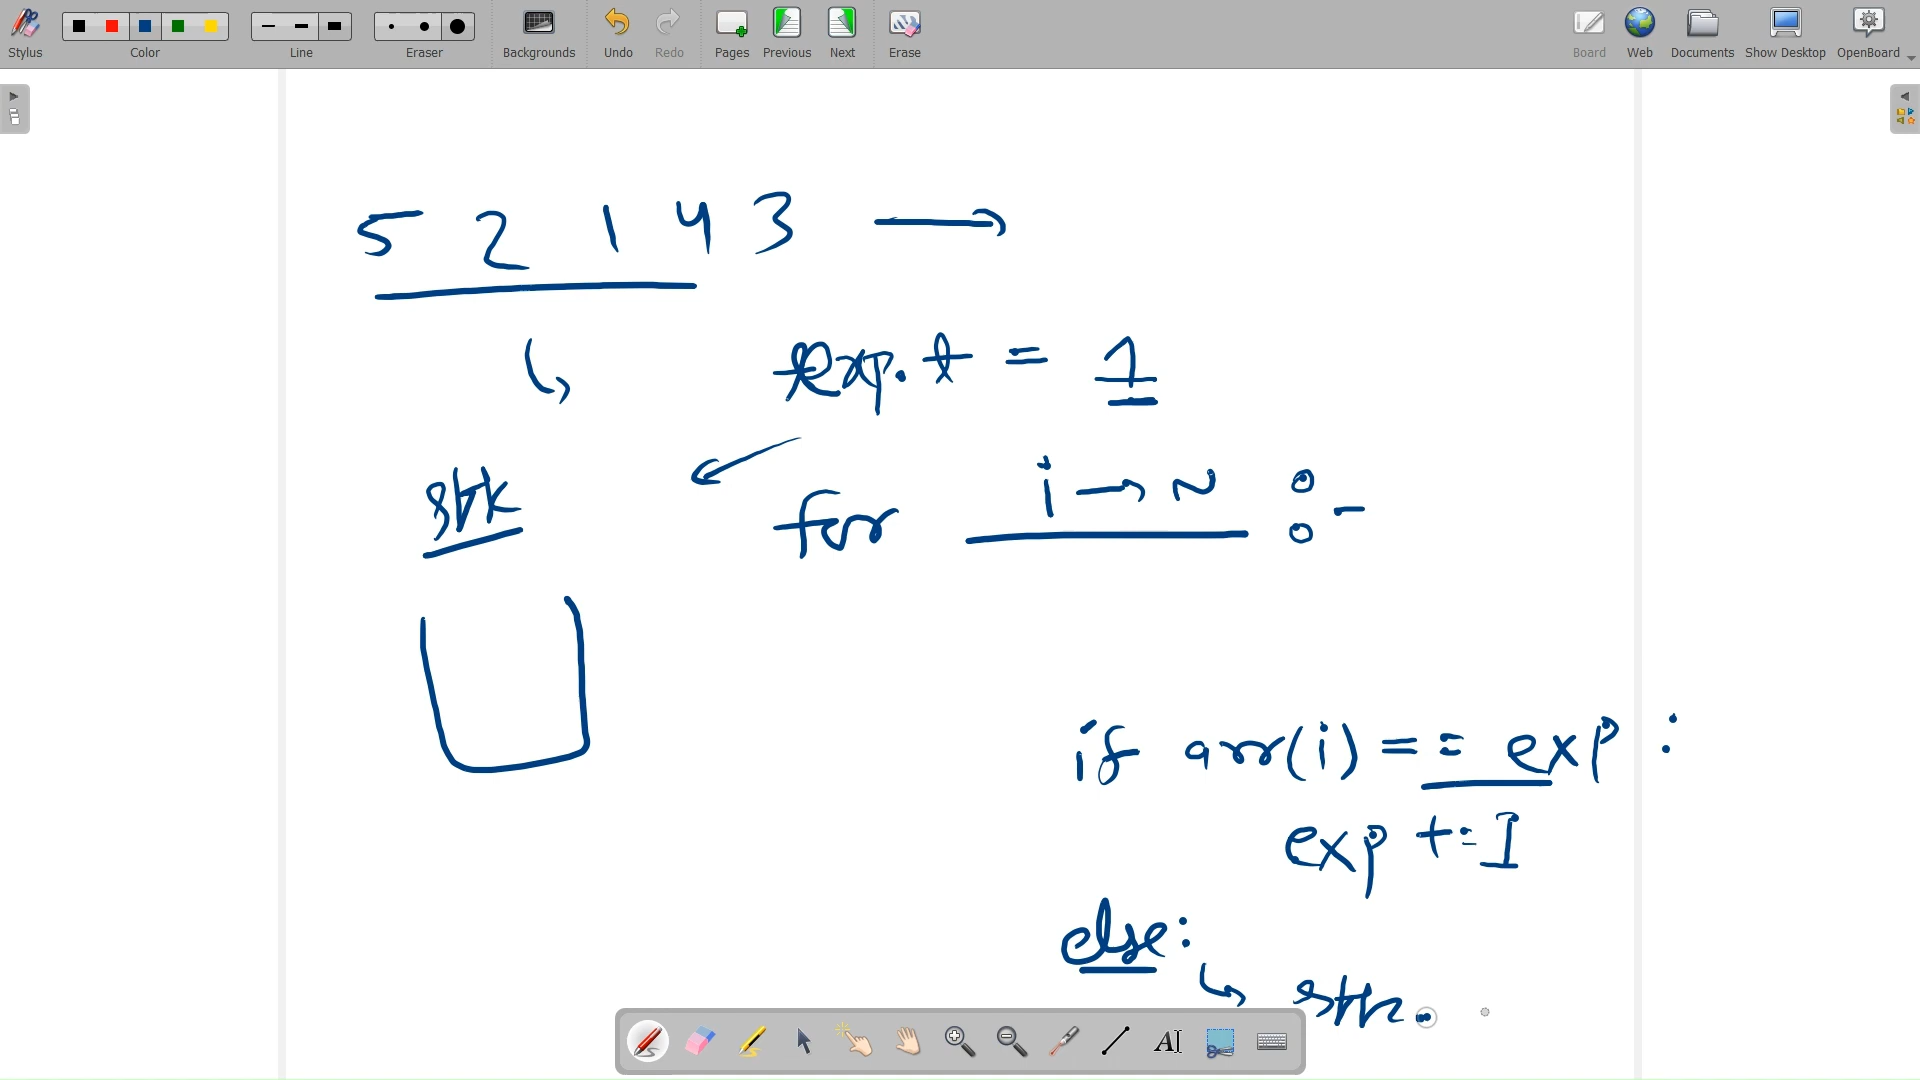 Stylus Color Line Eraser Backgrounds Undo Redo Pages Previous Next Erase Board Web Documents Show Desktop OpenBoard
5 2 1 4 3 →
exp.t = 1
stk
for i → N :-
if arr(i) == exp :
exp += 1
else:
stk.